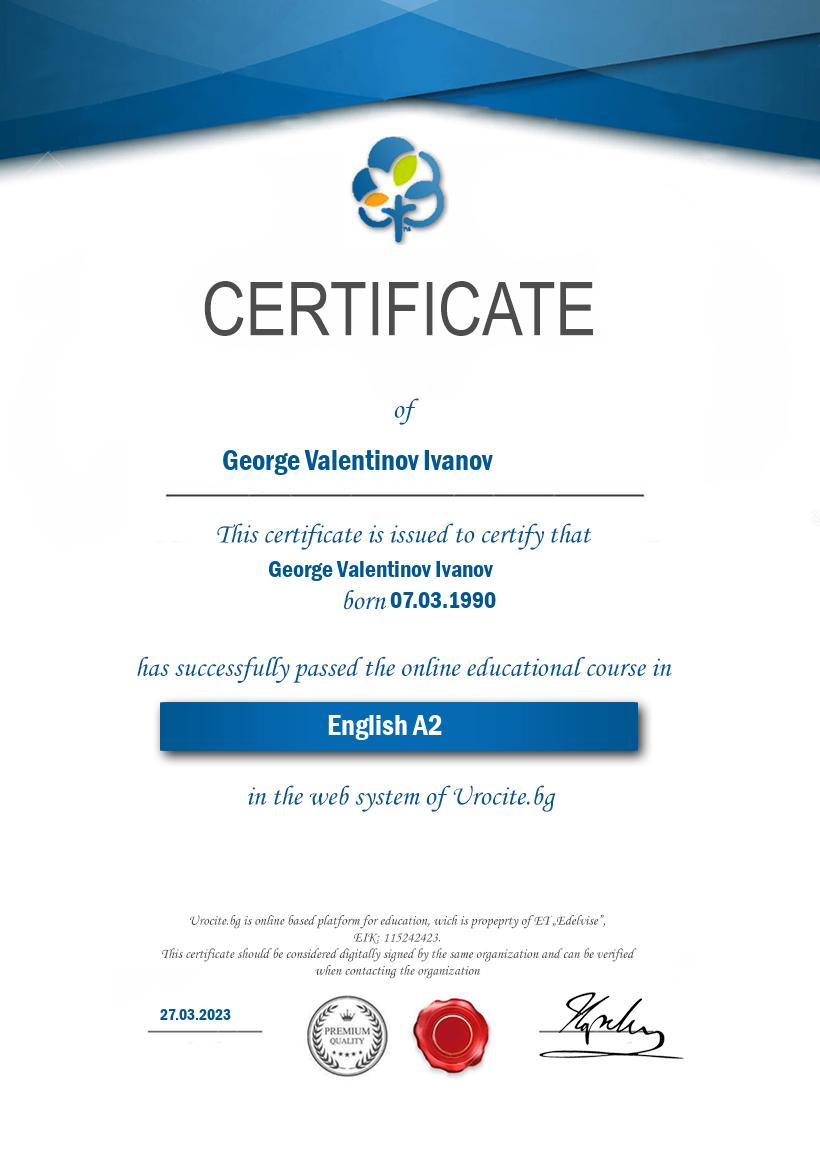 CERTIFICATE
of
George Valentinov Ivanov
This certificate is issued to certify that
George Valentinov Ivanov
born 07.03.1990
has successfully passed the online educational course in
English A2
in the web system of Urocite.bg
Urocite.bg is online based platform for education, wich is propeprty of ET „Edelvise”,
EIK: 115242423.
This certificate should be considered digitally signed by the same organization and can be verified
when contacting the organization
27.03.2023
PREMIUM
QUALITY